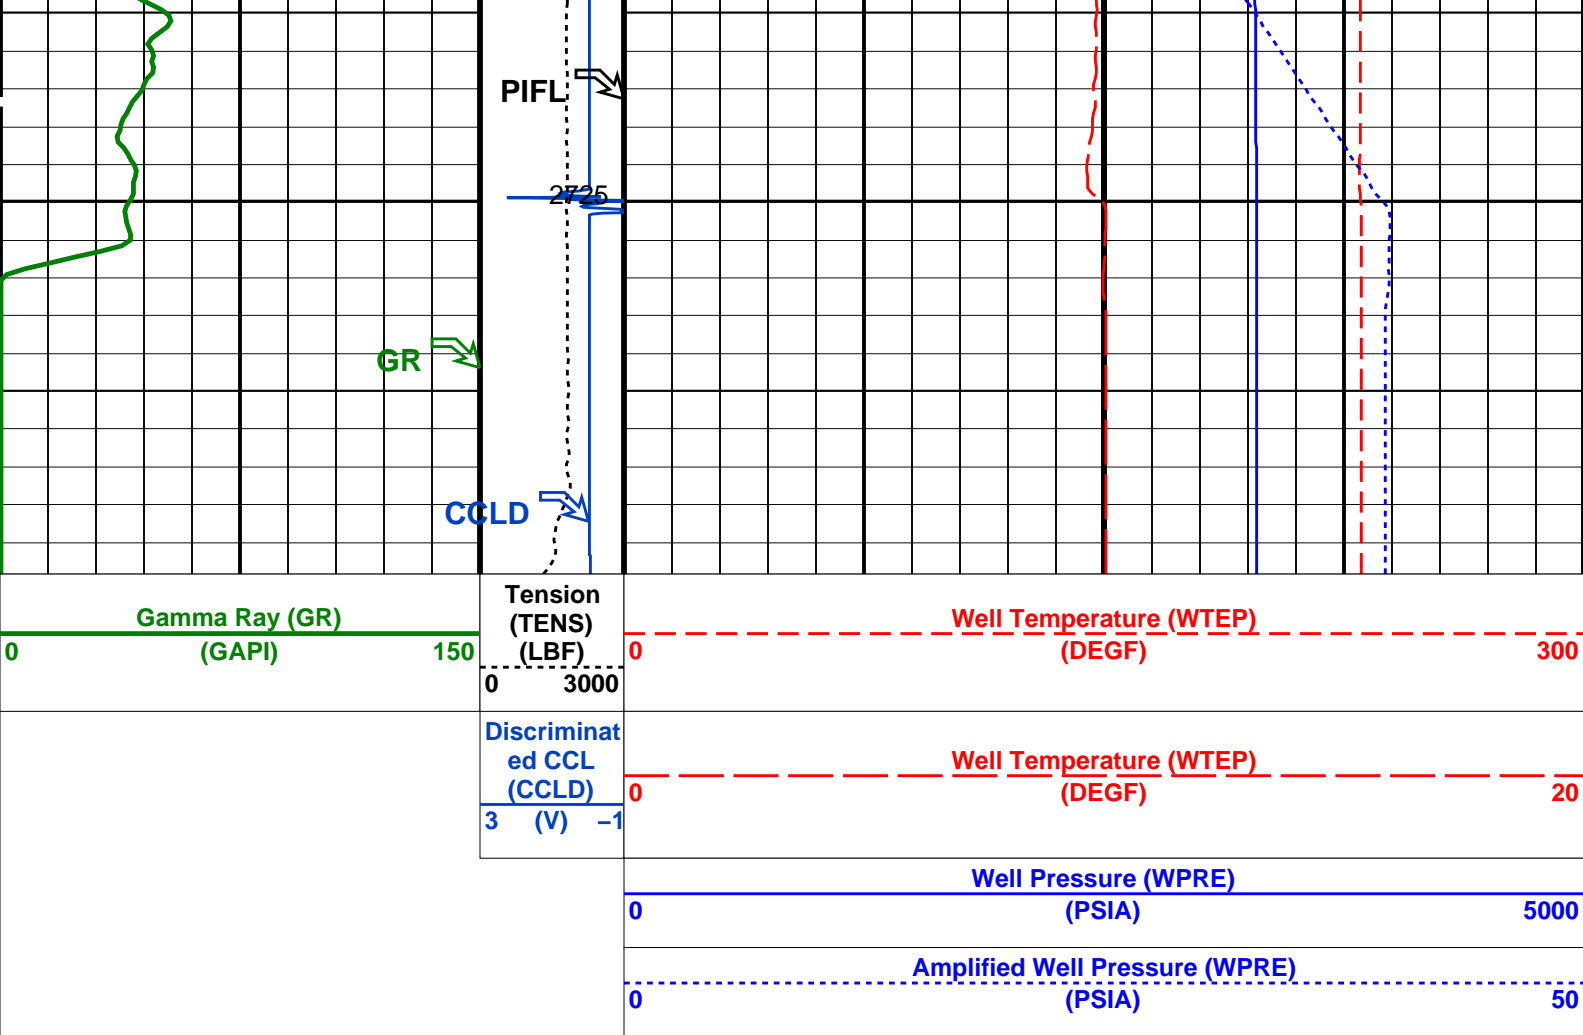 PIFL
2725
GR
CCLD
Gamma Ray (GR)
0 (GAPI) 150
Tension
(TENS)
(LBF)
0 3000
Well Temperature (WTEP)
0 (DEGF) 300
Discriminat
ed CCL
(CCLD)
3 (V) –1
Well Temperature (WTEP)
0 (DEGF) 20
Well Pressure (WPRE)
0 (PSIA) 5000
Amplified Well Pressure (WPRE)
0 (PSIA) 50